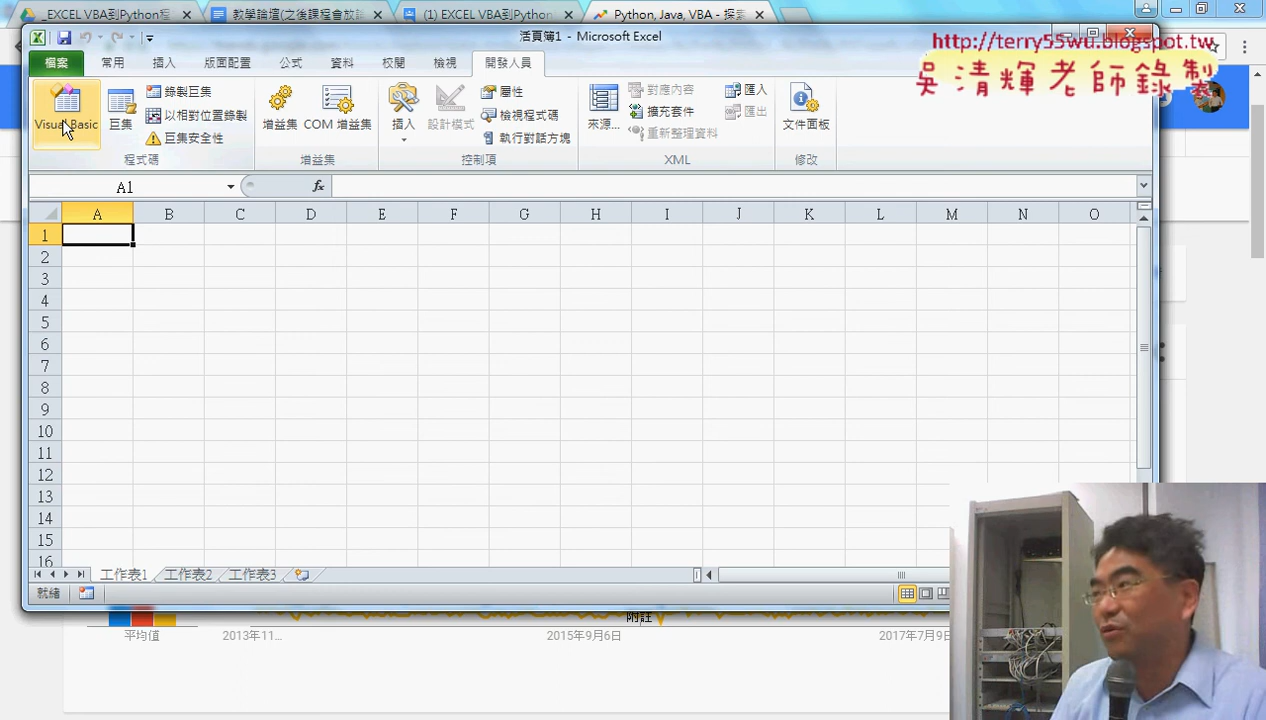 _EXCEL VBA到Python程
教學論壇(之後課程會放
(1) EXCEL VBA到Python
Python, Java, VBA - 探索
活頁簿1 - Microsoft Excel
http://terry55wu.blogspot.tw
吳清輝老師錄製
檔案 常用 插入 版面配置 公式 資料 校閱 檢視 開發人員
Visual Basic
巨集
錄製巨集
以相對位置錄製
巨集安全性
程式碼
增益集
COM 增益集
增益集
插入
設計模式
屬性
檢視程式碼
執行對話方塊
控制項
來源...
對應內容
擴充套件
重新整理資料
匯入
匯出
XML
文件面板
修改
A1
fx
A B C D E F G H I J K L M N O
1
2
3
4
5
6
7
8
9
10
11
12
13
14
15
16
工作表1 工作表2 工作表3
就緒
附註
平均值
2013年11...
2015年9月6日
2017年7月9